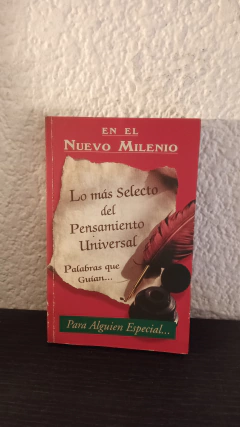 EN EL
NUEVO MILENIO
Lo más Selecto
del
Pensamiento
Universal
Palabras que
Guían...
Para Alguien Especial...